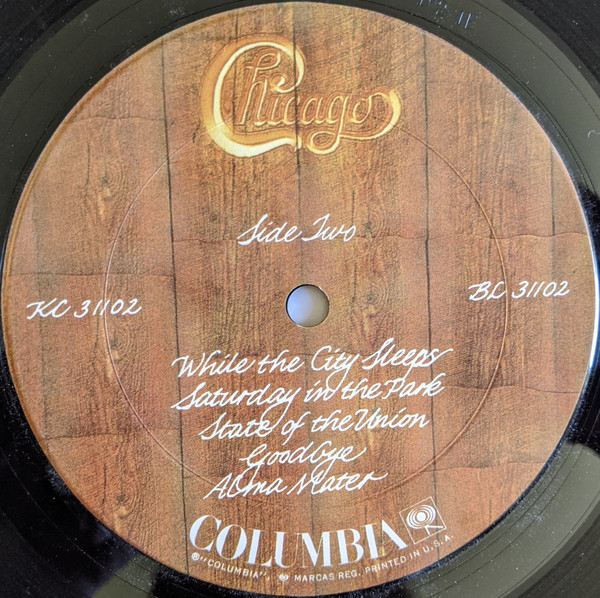 Chicago
Side Two
KC 31102
BL 31102
While the City Sleeps
Saturday in the Park
State of the Union
Goodbye
Alma Mater
COLUMBIA
®"COLUMBIA", ® MARCAS REG. PRINTED IN U.S.A.